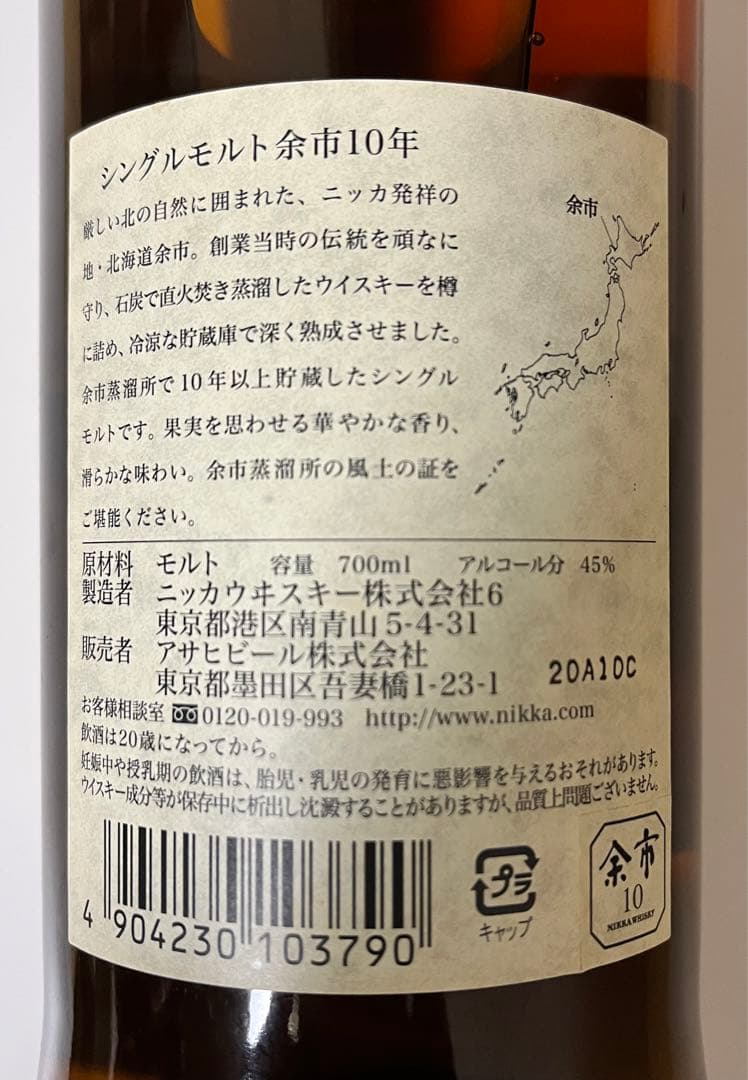 シングルモルト余市10年
厳しい北の自然に囲まれた、ニッカ発祥の
地・北海道余市。創業当時の伝統を頑なに
守り、石炭で直火焚き蒸溜したウイスキーを樽
に詰め、冷涼な貯蔵庫で深く熟成させました。
余市蒸溜所で10年以上貯蔵したシングル
モルトです。果実を思わせる華やかな香り、
滑らかな味わい。余市蒸溜所の風土の証を
ご堪能ください。
余市
原材料 モルト 容量 700ml アルコール分 45%
製造者 ニッカウヰスキー株式会社6
東京都港区南青山5-4-31
販売者 アサヒビール株式会社
東京都墨田区吾妻橋1-23-1
20A10C
お客様相談室 0120-019-993 http://www.nikka.com
飲酒は20歳になってから。
妊娠中や授乳期の飲酒は、胎児・乳児の発育に悪影響を与えるおそれがあります。
ウイスキー成分等が保存中に析出し沈澱することがありますが、品質上問題ございません。
4 904230 103790
プラ
キャップ
余市
10
NIKKA WHISKY